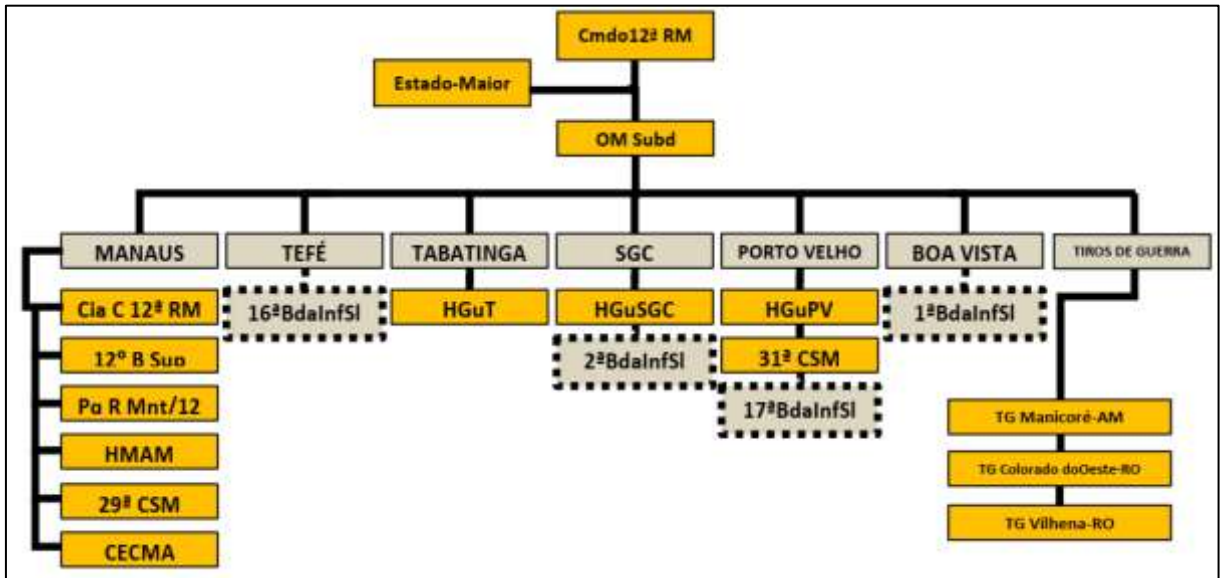 Cmdo12ª RM
Estado-Maior
OM Subd
MANAUS
TEFÉ
TABATINGA
SGC
PORTO VELHO
BOA VISTA
TIROS DE GUERRA
Cia C 12ª RM
12º B Sup
Pq R Mnt/12
HMAM
29ª CSM
CECMA
16ªBdaInfSl
HGuT
HGuSGC
2ªBdaInfSl
HGuPV
31ª CSM
17ªBdaInfSl
1ªBdaInfSl
TG Manicoré-AM
TG Colorado doOeste-RO
TG Vilhena-RO